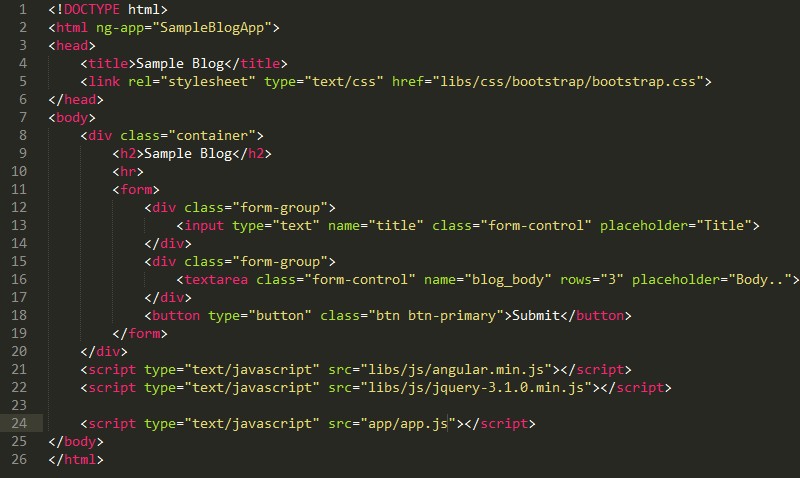 1 <!DOCTYPE html>
2 <html ng-app="SampleBlogApp">
3 <head>
4     <title>Sample Blog</title>
5     <link rel="stylesheet" type="text/css" href="libs/css/bootstrap/bootstrap.css">
6 </head>
7 <body>
8     <div class="container">
9         <h2>Sample Blog</h2>
10         <hr>
11         <form>
12             <div class="form-group">
13                 <input type="text" name="title" class="form-control" placeholder="Title">
14             </div>
15             <div class="form-group">
16                 <textarea class="form-control" name="blog_body" rows="3" placeholder="Body..">
17             </div>
18             <button type="button" class="btn btn-primary">Submit</button>
19         </form>
20     </div>
21     <script type="text/javascript" src="libs/js/angular.min.js"></script>
22     <script type="text/javascript" src="libs/js/jquery-3.1.0.min.js"></script>
23
24     <script type="text/javascript" src="app/app.js"></script>
25 </body>
26 </html>